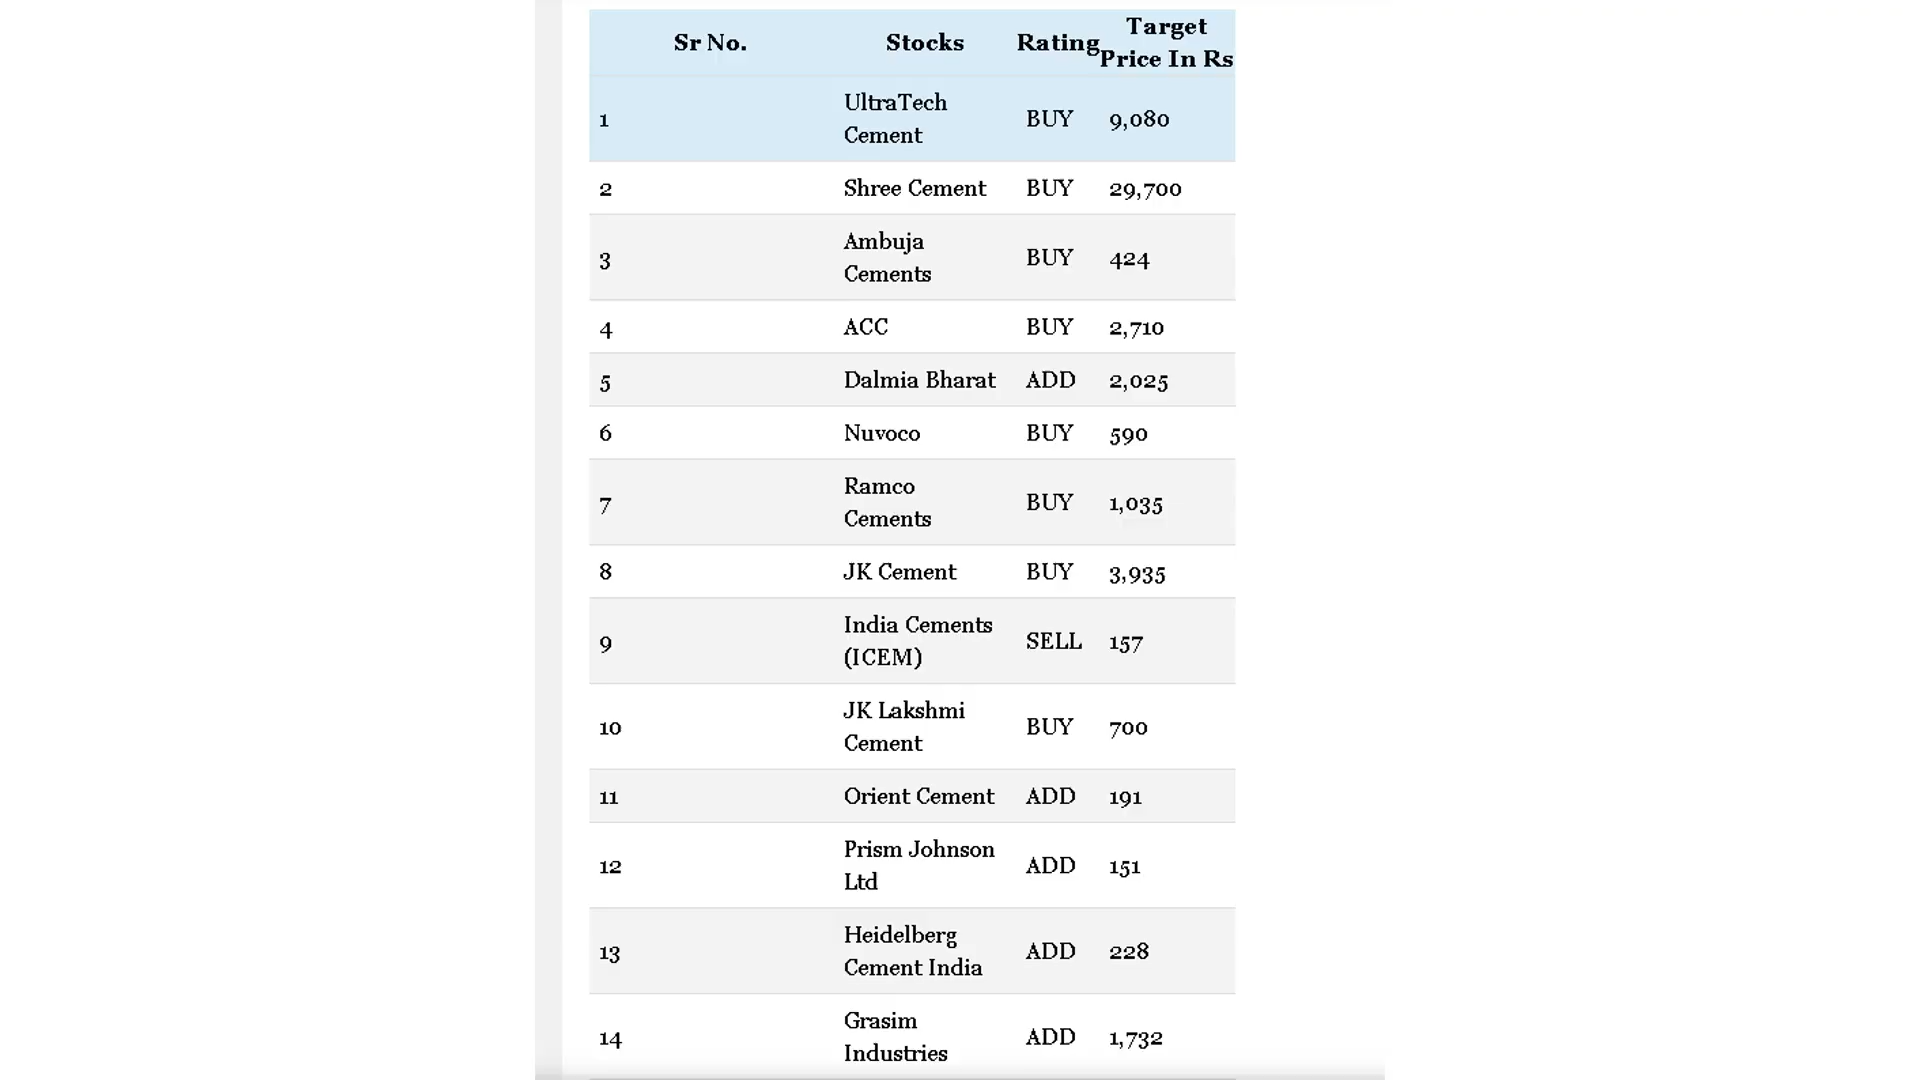 Sr No. Stocks Rating Target Price In Rs
1 UltraTech Cement BUY 9,080
2 Shree Cement BUY 29,700
3 Ambuja Cements BUY 424
4 ACC BUY 2,710
5 Dalmia Bharat ADD 2,025
6 Nuvoco BUY 590
7 Ramco Cements BUY 1,035
8 JK Cement BUY 3,935
9 India Cements (ICEM) SELL 157
10 JK Lakshmi Cement BUY 700
11 Orient Cement ADD 191
12 Prism Johnson Ltd ADD 151
13 Heidelberg Cement India ADD 228
14 Grasim Industries ADD 1,732